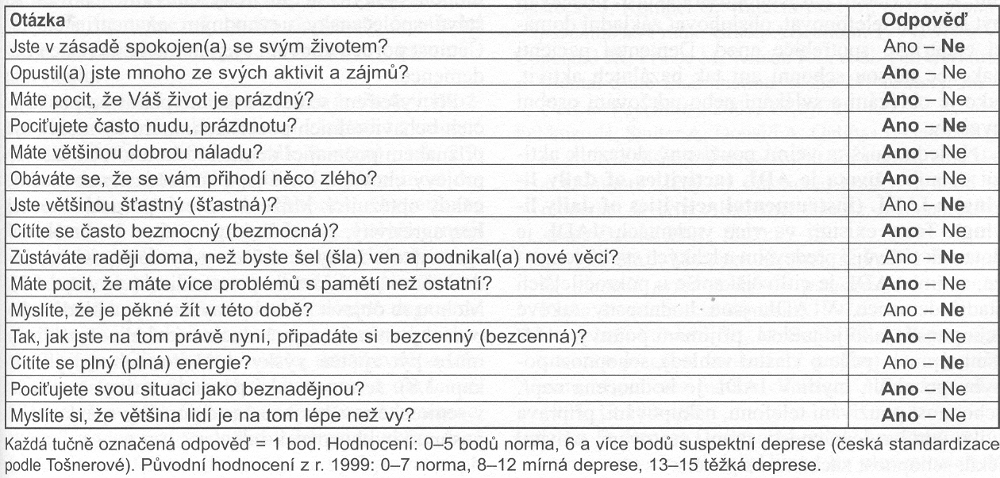 Otázka Odpověď
Jste v zásadě spokojen(a) se svým životem? Ano – Ne
Opustil(a) jste mnoho ze svých aktivit a zájmů? Ano – Ne
Máte pocit, že Váš život je prázdný? Ano – Ne
Pociťujete často nudu, prázdnotu? Ano – Ne
Máte většinou dobrou náladu? Ano – Ne
Obáváte se, že se vám přihodí něco zlého? Ano – Ne
Jste většinou šťastný (šťastná)? Ano – Ne
Cítíte se často bezmocný (bezmocná)? Ano – Ne
Zůstáváte raději doma, než byste šel (šla) ven a podnikal(a) nové věci? Ano – Ne
Máte pocit, že máte více problémů s pamětí než ostatní? Ano – Ne
Myslíte, že je pěkné žít v této době? Ano – Ne
Tak, jak jste na tom právě nyní, připadáte si bezcenný (bezcenná)? Ano – Ne
Cítíte se plný (plná) energie? Ano – Ne
Pociťujete svou situaci jako beznadějnou? Ano – Ne
Myslíte si, že většina lidí je na tom lépe než vy? Ano – Ne
Každá tučně označená odpověď = 1 bod. Hodnocení: 0–5 bodů norma, 6 a více bodů suspektní deprese (česká standardizace
podle Tošnerové). Původní hodnocení z r. 1999: 0–7 norma, 8–12 mírná deprese, 13–15 těžká deprese.